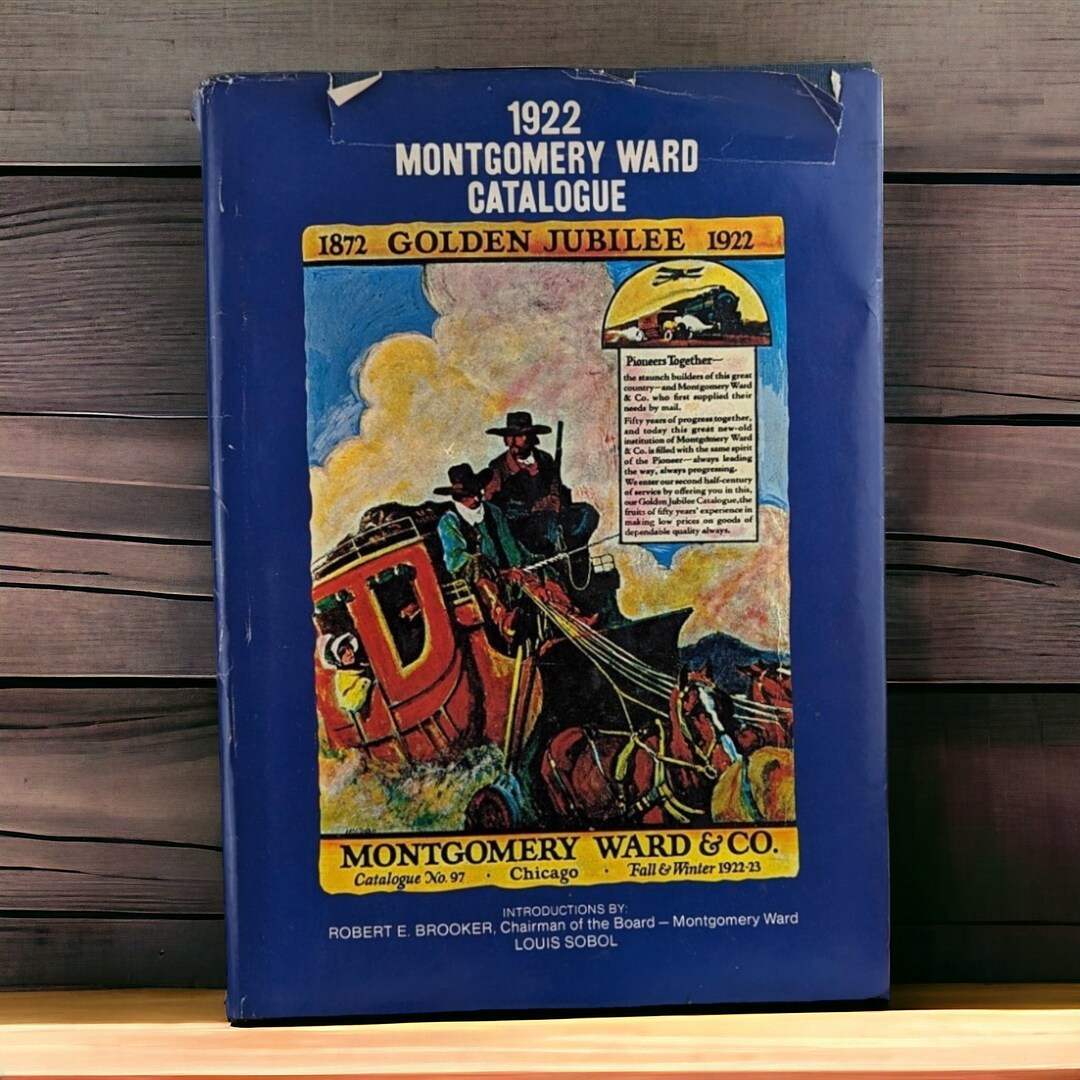 1922
MONTGOMERY WARD
CATALOGUE
1872 GOLDEN JUBILEE 1922
Pioneers Together—
the staunch builders of this great
country—and Montgomery Ward
& Co. who first supplied their
needs by mail.
Fifty years of progress together,
and today this great new-old
institution of Montgomery Ward
& Co. is filled with the same spirit
of the Pioneer—always leading
the way, always progressing.
We enter our second half-century
of service by offering you in this,
our Golden Jubilee Catalogue, the
fruits of fifty years' experience in
making low prices on goods of
dependable quality always.
MONTGOMERY WARD & CO.
Catalogue No. 97 · Chicago · Fall & Winter 1922-23
INTRODUCTIONS BY:
ROBERT E. BROOKER, Chairman of the Board — Montgomery Ward
LOUIS SOBOL